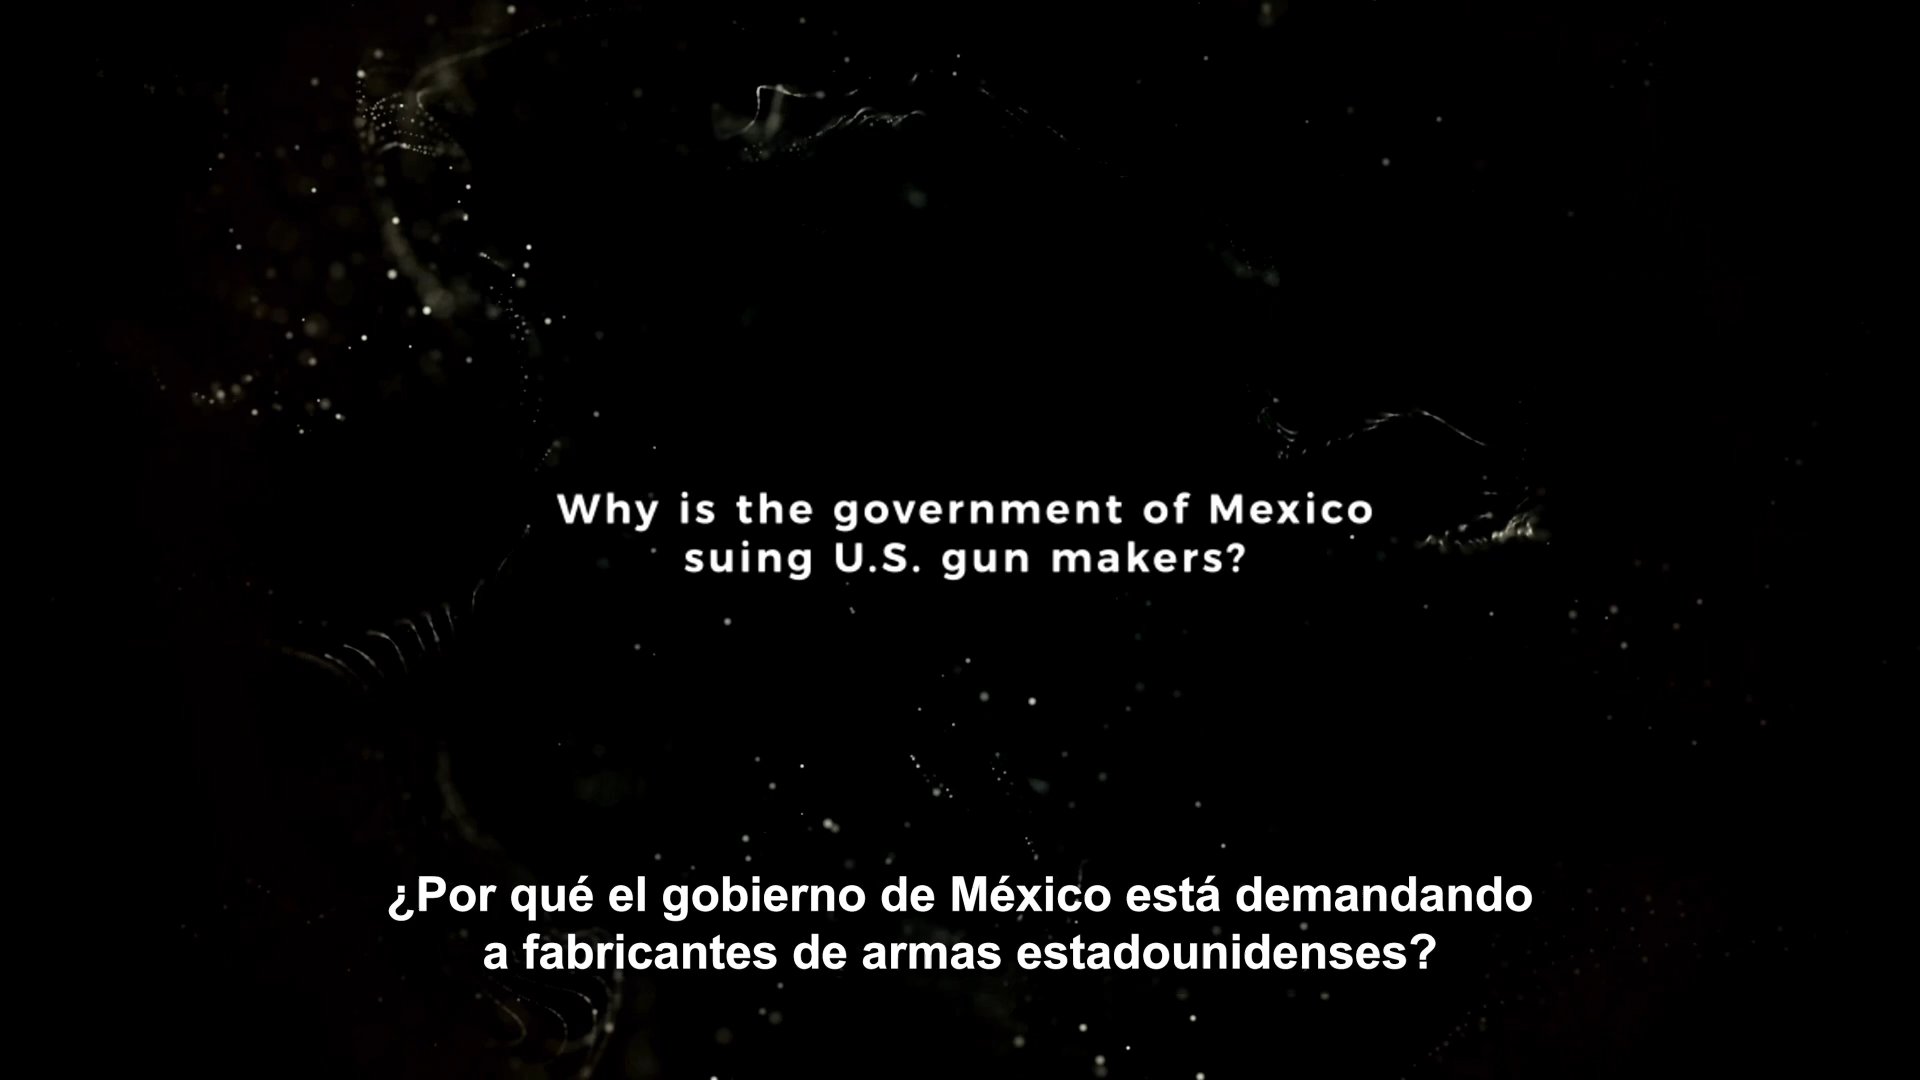 Why is the government of Mexico
suing U.S. gun makers?
¿Por qué el gobierno de México está demandando
a fabricantes de armas estadounidenses?